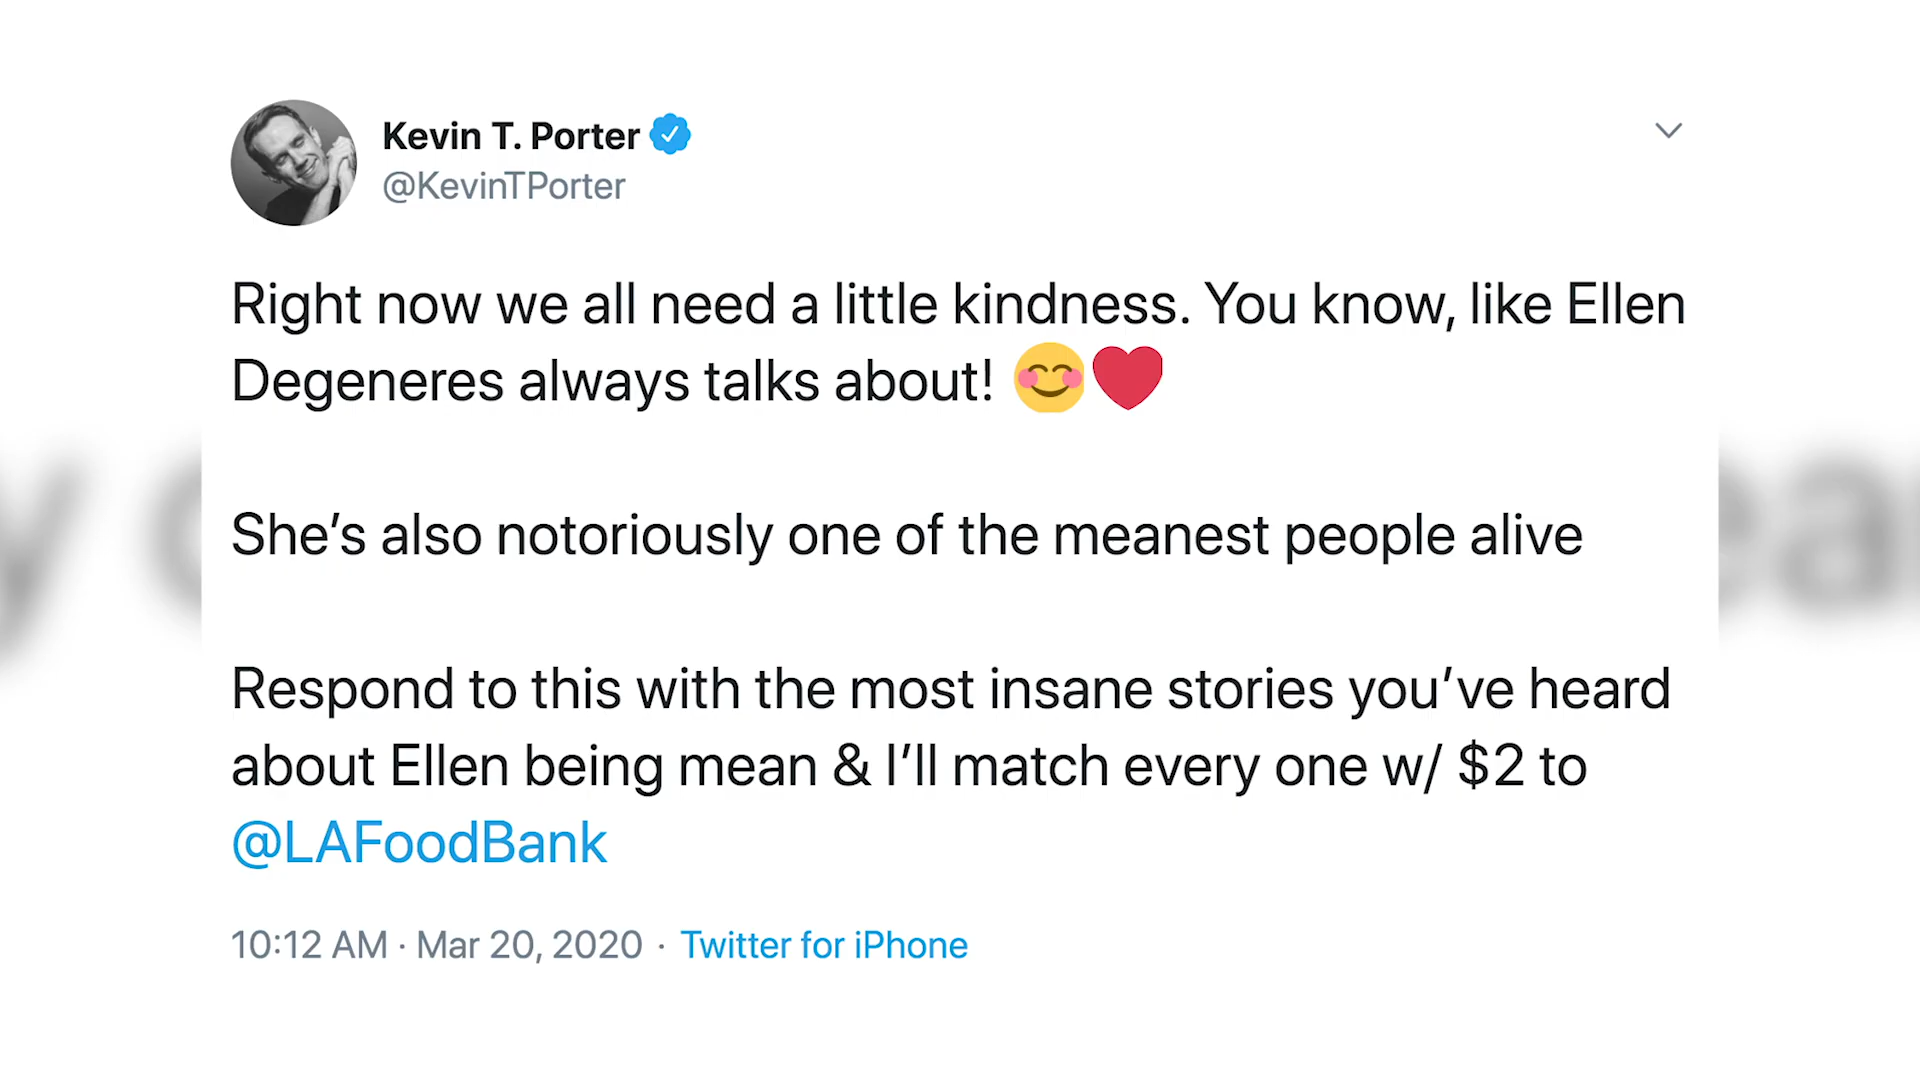 Kevin T. Porter
@KevinTPorter
Right now we all need a little kindness. You know, like Ellen
Degeneres always talks about! 😊❤️
She’s also notoriously one of the meanest people alive
Respond to this with the most insane stories you’ve heard
about Ellen being mean & I’ll match every one w/ $2 to
@LAFoodBank
10:12 AM · Mar 20, 2020 · Twitter for iPhone